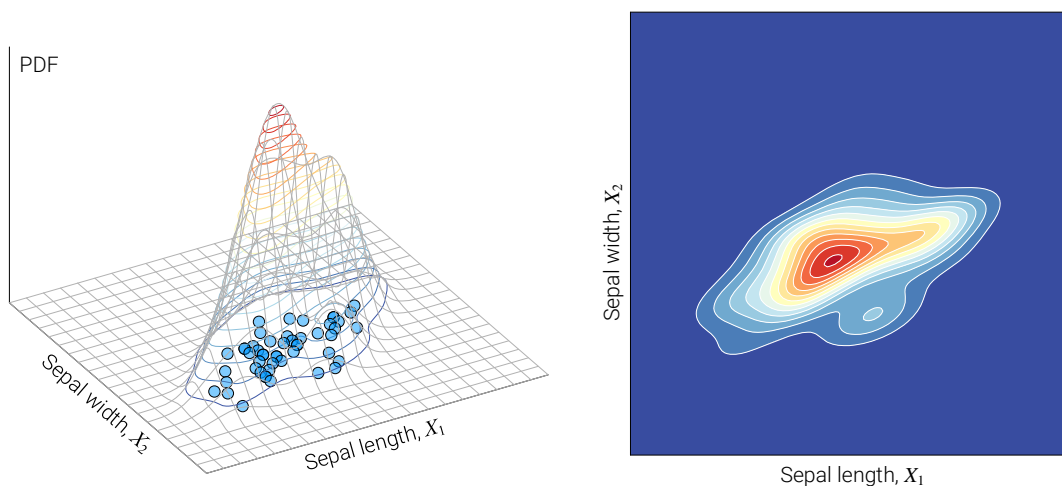 PDF
Sepal width, X₂
Sepal length, X₁
Sepal width, X₂
Sepal length, X₁